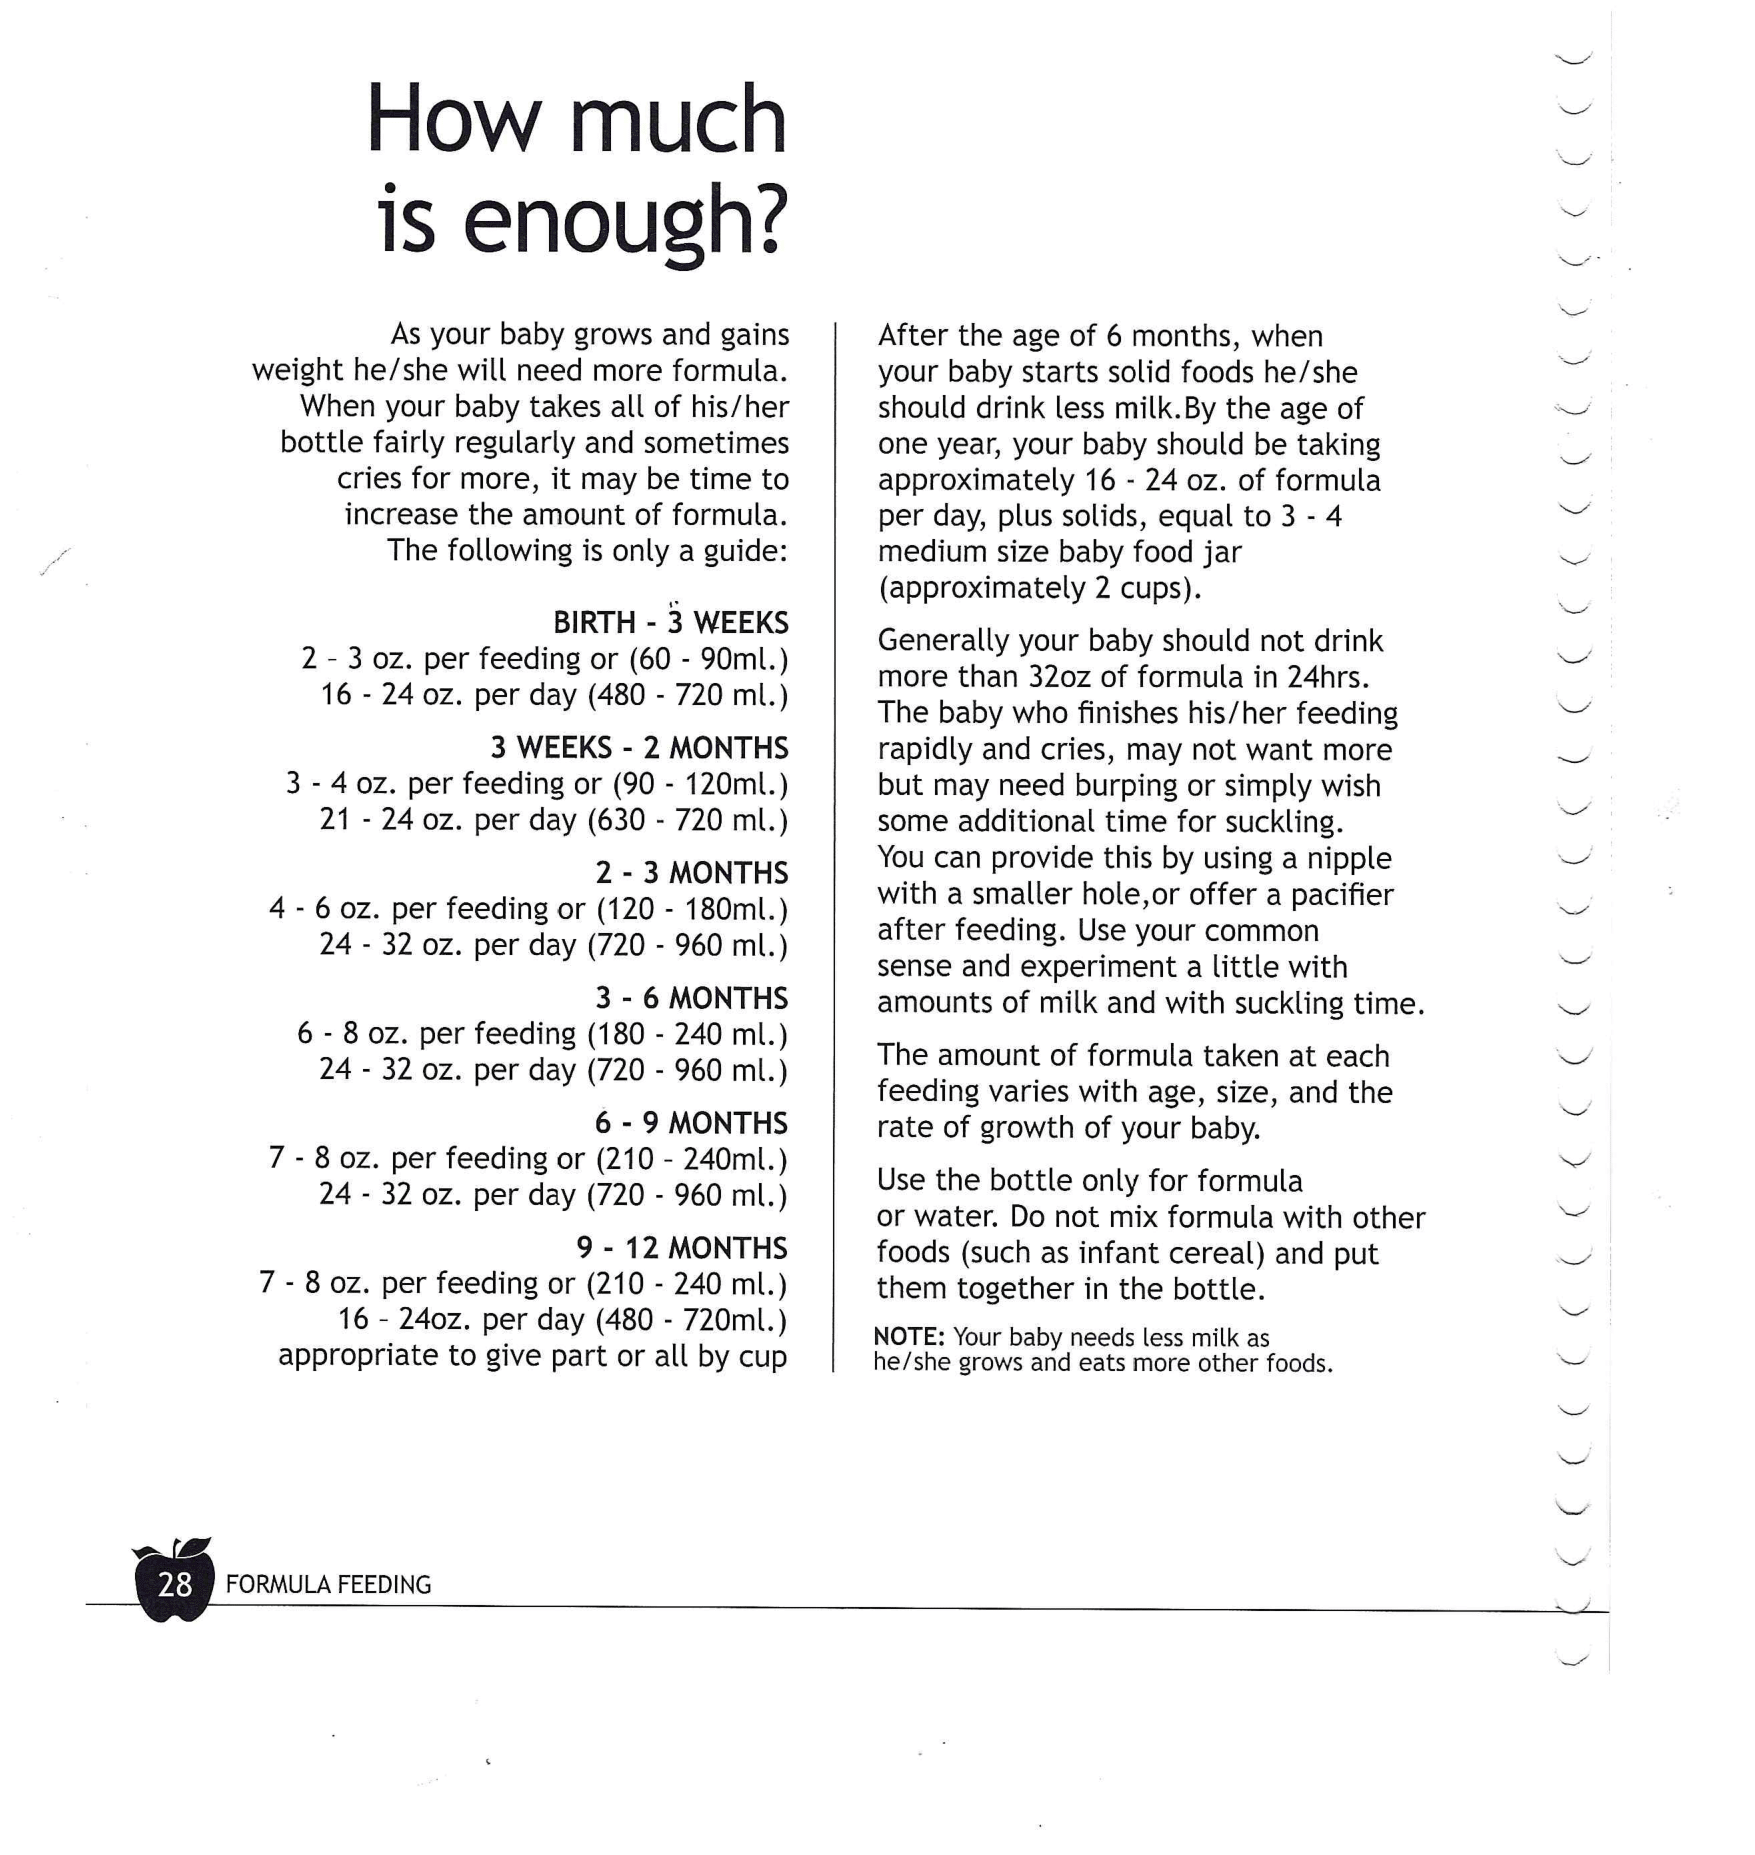 How much
is enough?
As your baby grows and gains
weight he/she will need more formula.
When your baby takes all of his/her
bottle fairly regularly and sometimes
cries for more, it may be time to
increase the amount of formula.
The following is only a guide:
BIRTH - 3 WEEKS
2 - 3 oz. per feeding or (60 - 90ml.)
16 - 24 oz. per day (480 - 720 ml.)
3 WEEKS - 2 MONTHS
3 - 4 oz. per feeding or (90 - 120ml.)
21 - 24 oz. per day (630 - 720 ml.)
2 - 3 MONTHS
4 - 6 oz. per feeding or (120 - 180ml.)
24 - 32 oz. per day (720 - 960 ml.)
3 - 6 MONTHS
6 - 8 oz. per feeding (180 - 240 ml.)
24 - 32 oz. per day (720 - 960 ml.)
6 - 9 MONTHS
7 - 8 oz. per feeding or (210 - 240ml.)
24 - 32 oz. per day (720 - 960 ml.)
9 - 12 MONTHS
7 - 8 oz. per feeding or (210 - 240 ml.)
16 - 24oz. per day (480 - 720ml.)
appropriate to give part or all by cup
After the age of 6 months, when
your baby starts solid foods he/she
should drink less milk.By the age of
one year, your baby should be taking
approximately 16 - 24 oz. of formula
per day, plus solids, equal to 3 - 4
medium size baby food jar
(approximately 2 cups).
Generally your baby should not drink
more than 32oz of formula in 24hrs.
The baby who finishes his/her feeding
rapidly and cries, may not want more
but may need burping or simply wish
some additional time for suckling.
You can provide this by using a nipple
with a smaller hole,or offer a pacifier
after feeding. Use your common
sense and experiment a little with
amounts of milk and with suckling time.
The amount of formula taken at each
feeding varies with age, size, and the
rate of growth of your baby.
Use the bottle only for formula
or water. Do not mix formula with other
foods (such as infant cereal) and put
them together in the bottle.
NOTE: Your baby needs less milk as
he/she grows and eats more other foods.
28 FORMULA FEEDING